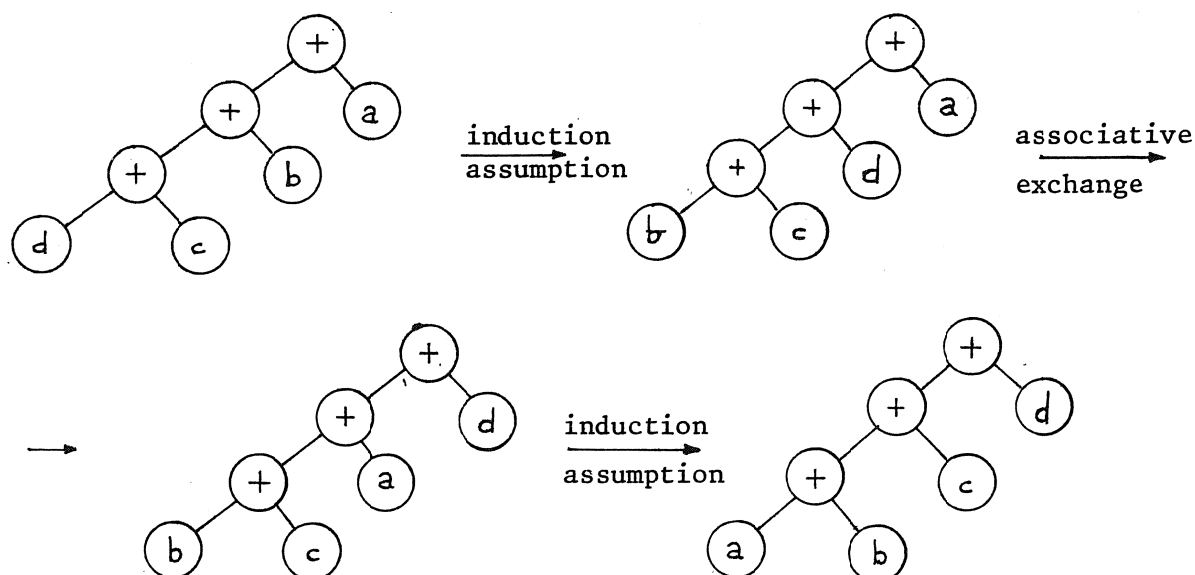 + +
+ a + a
+ b induction assumption + d associative exchange
d c b c
+ +
+ d induction assumption + d
+ a + c
b c a b